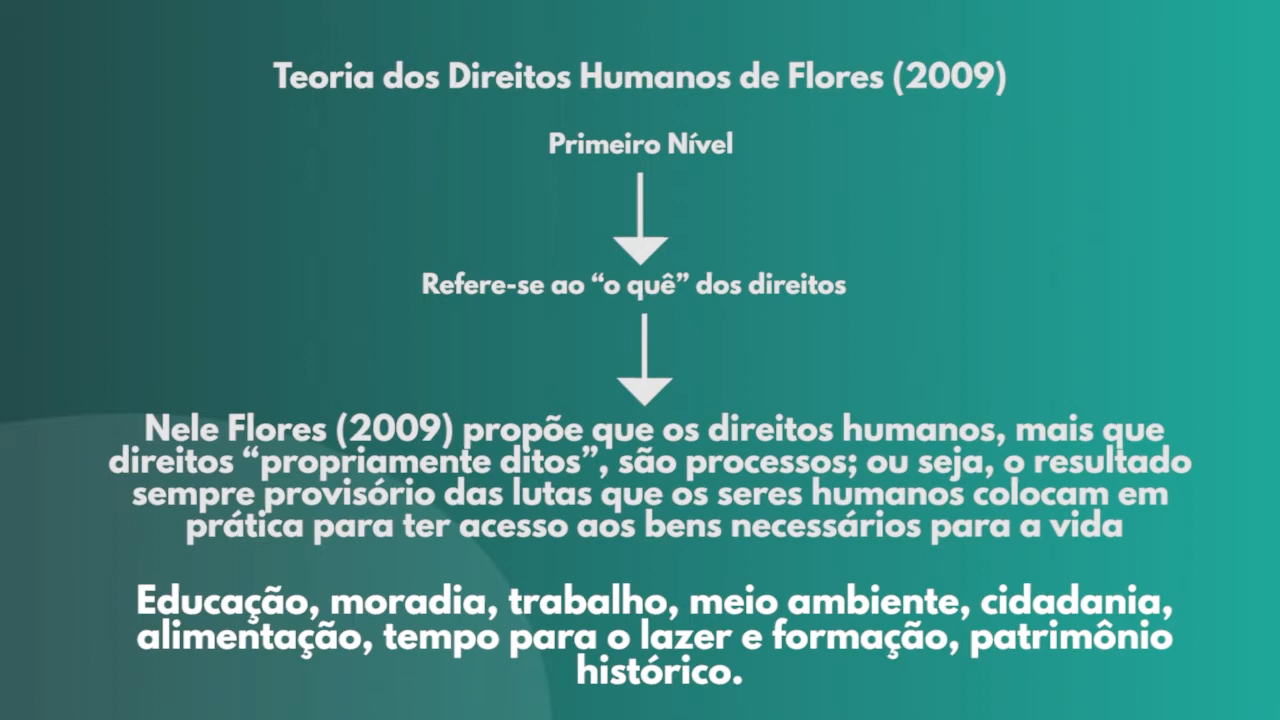 Teoria dos Direitos Humanos de Flores (2009)
Primeiro Nível
Refere-se ao “o quê” dos direitos
Nele Flores (2009) propõe que os direitos humanos, mais que
direitos “propriamente ditos”, são processos; ou seja, o resultado
sempre provisório das lutas que os seres humanos colocam em
prática para ter acesso aos bens necessários para a vida
Educação, moradia, trabalho, meio ambiente, cidadania,
alimentação, tempo para o lazer e formação, patrimônio
histórico.